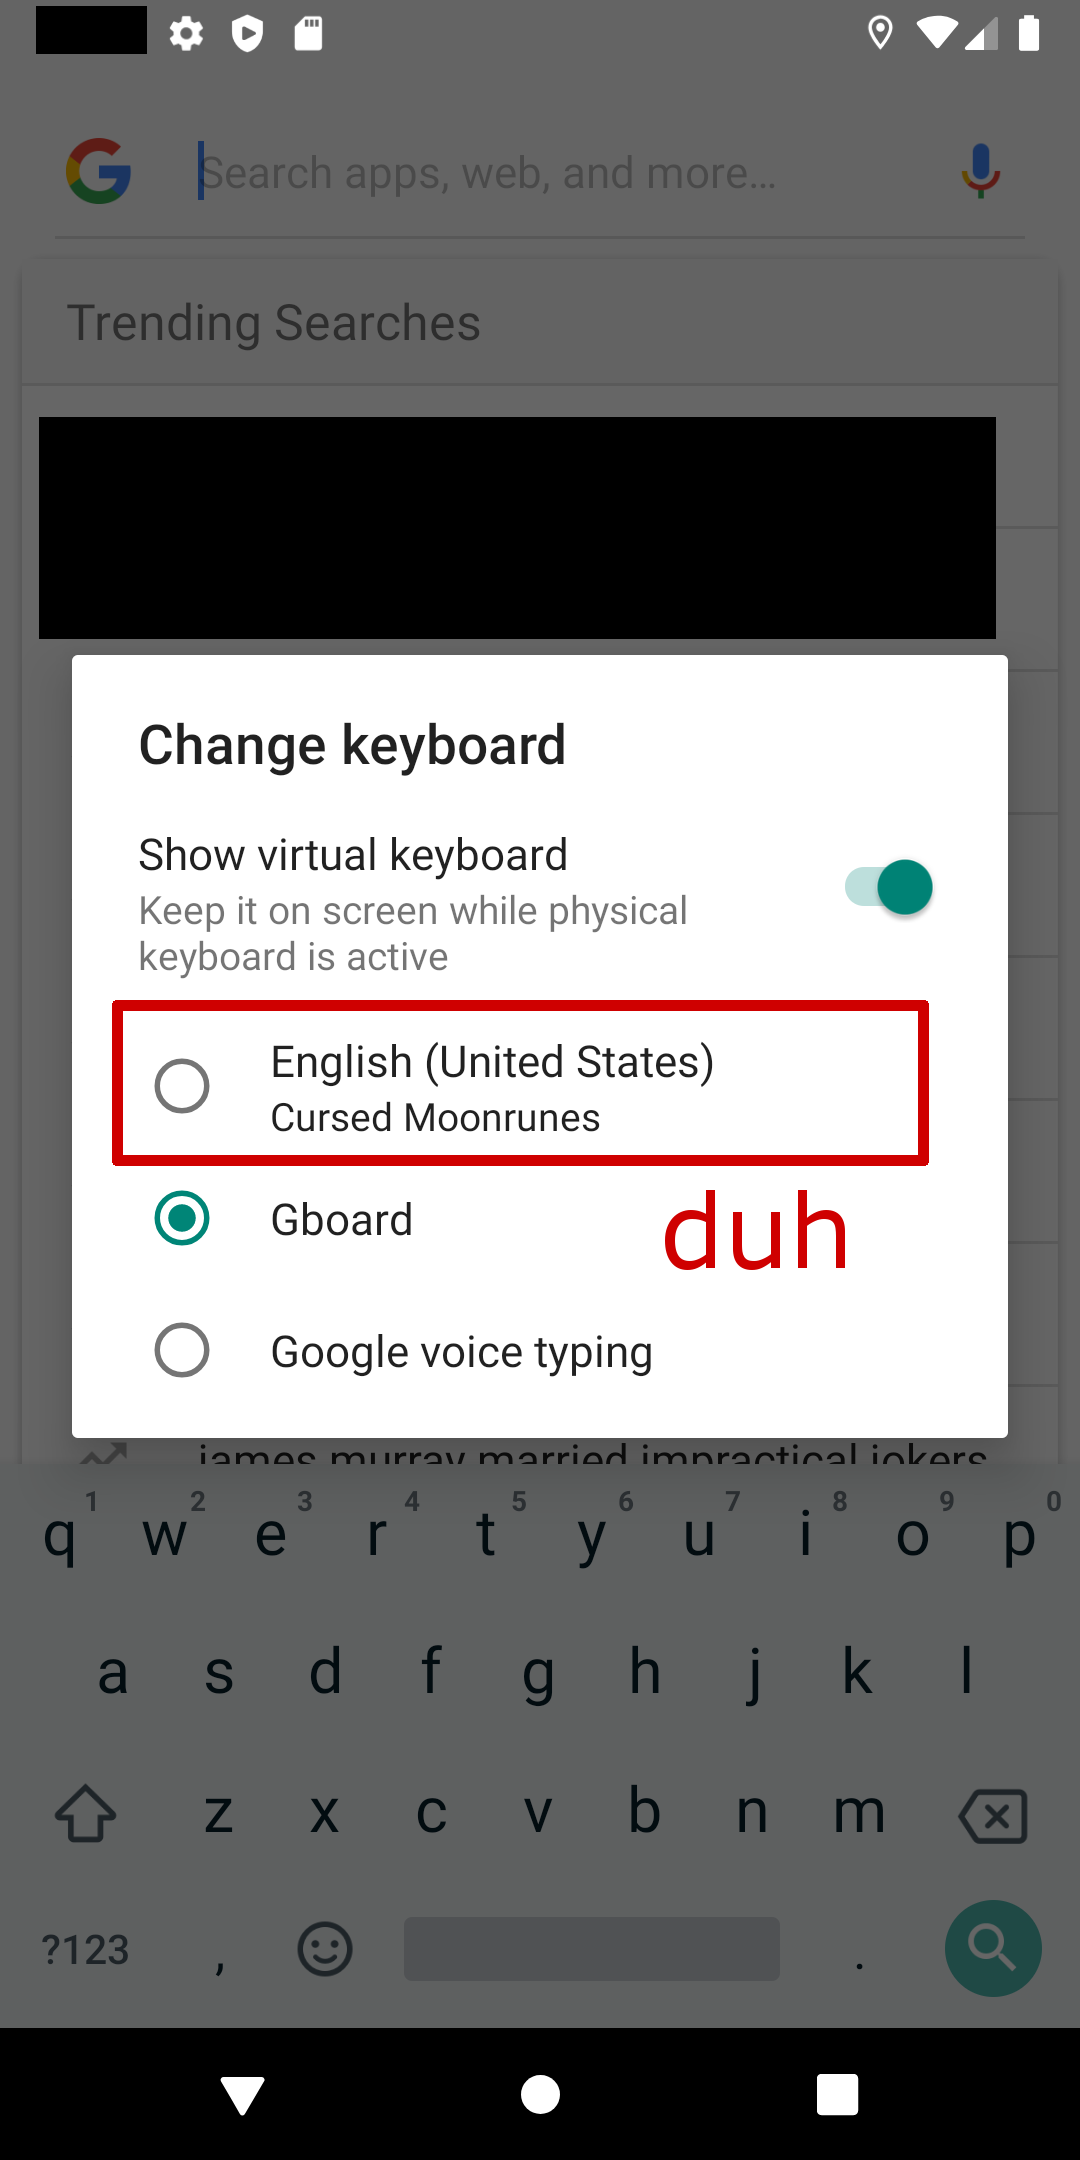 Search apps, web, and more...
Trending Searches
Change keyboard
Show virtual keyboard
Keep it on screen while physical
keyboard is active
English (United States)
Cursed Moonrunes
Gboard
duh
Google voice typing
james murray married impractical jokers
1 2 3 4 5 6 7 8 9 0
q w e r t y u i o p
a s d f g h j k l
z x c v b n m
?123 , .